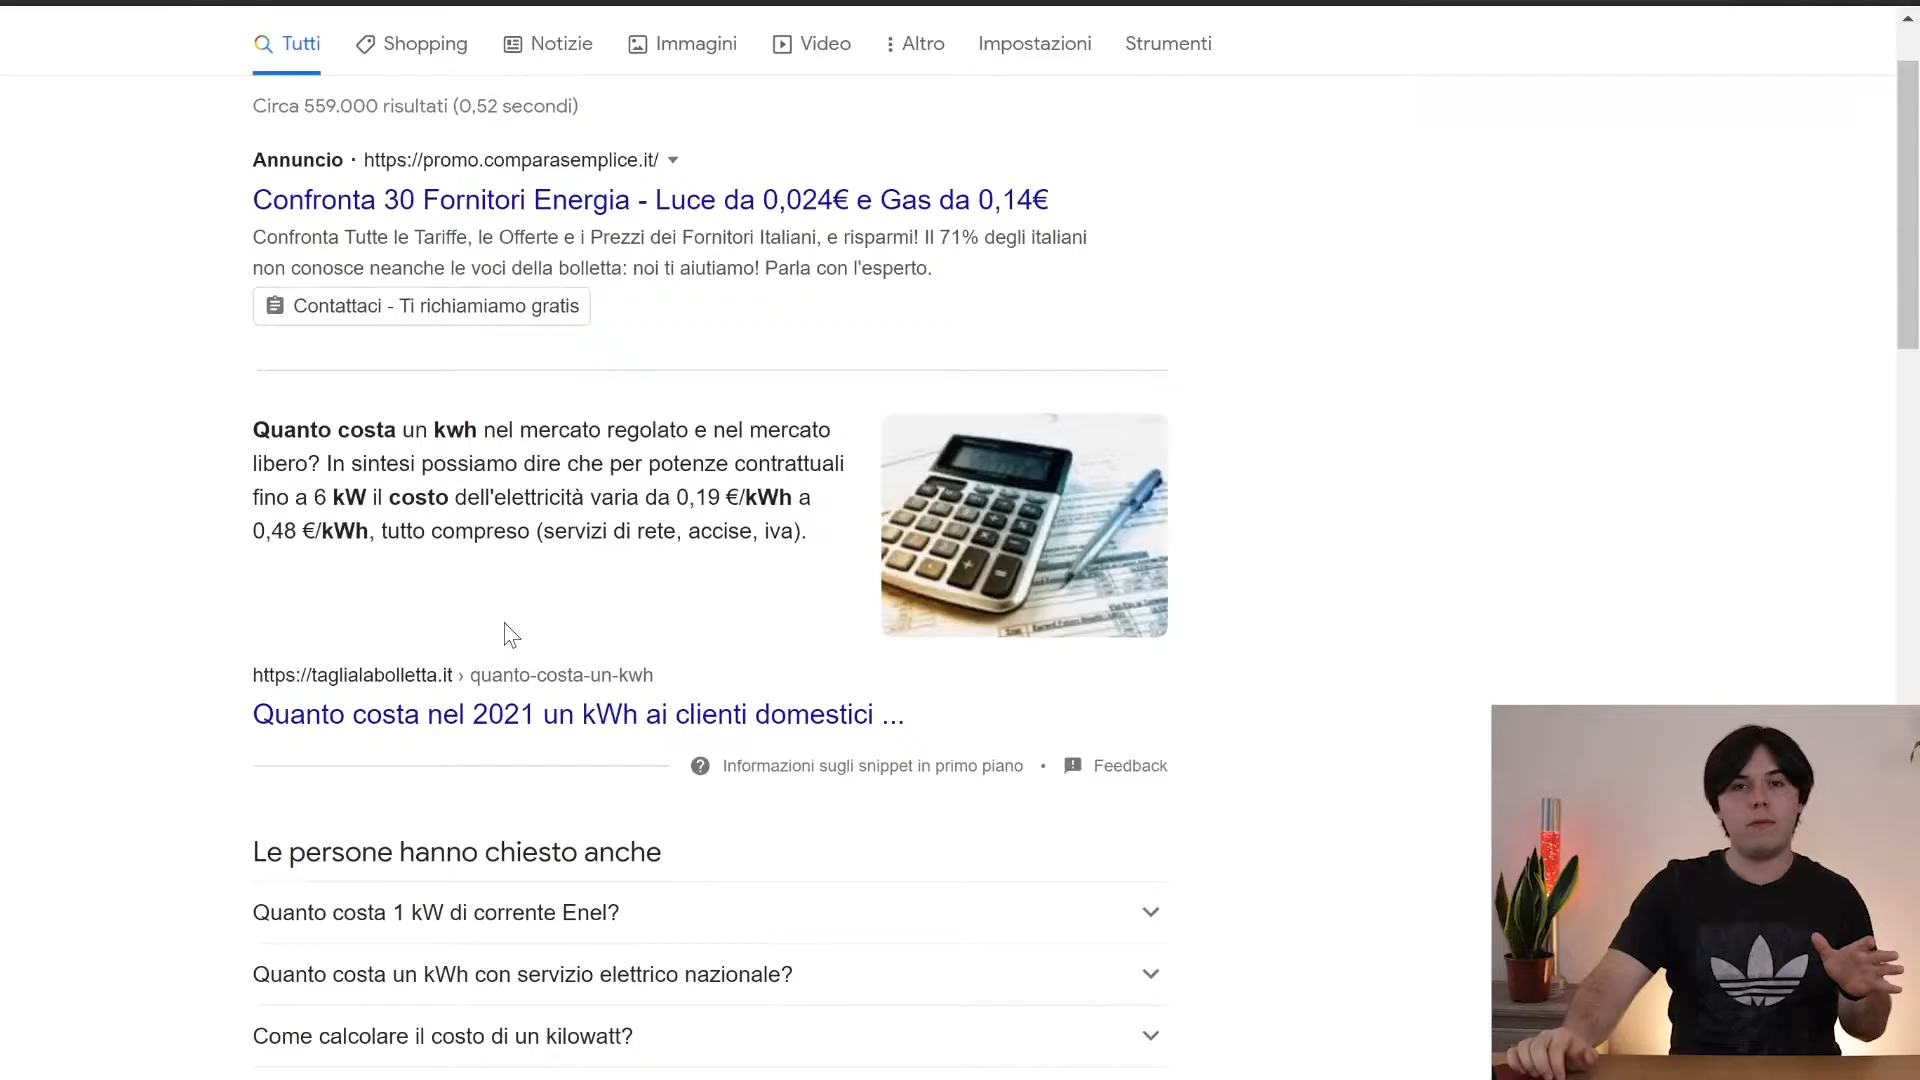 Tutti
Shopping
Notizie
Immagini
Video
Altro
Impostazioni
Strumenti
Circa 559.000 risultati (0,52 secondi)
Annuncio · https://promo.comparasemplice.it/
Confronta 30 Fornitori Energia - Luce da 0,024€ e Gas da 0,14€
Confronta Tutte le Tariffe, le Offerte e i Prezzi dei Fornitori Italiani, e risparmi! Il 71% degli italiani
non conosce neanche le voci della bolletta: noi ti aiutiamo! Parla con l'esperto.
Contattaci - Ti richiamiamo gratis
Quanto costa un kwh nel mercato regolato e nel mercato
libero? In sintesi possiamo dire che per potenze contrattuali
fino a 6 kW il costo dell'elettricità varia da 0,19 €/kWh a
0,48 €/kWh, tutto compreso (servizi di rete, accise, iva).
https://taglialabolletta.it › quanto-costa-un-kwh
Quanto costa nel 2021 un kWh ai clienti domestici ...
Informazioni sugli snippet in primo piano • Feedback
Le persone hanno chiesto anche
Quanto costa 1 kW di corrente Enel?
Quanto costa un kWh con servizio elettrico nazionale?
Come calcolare il costo di un kilowatt?